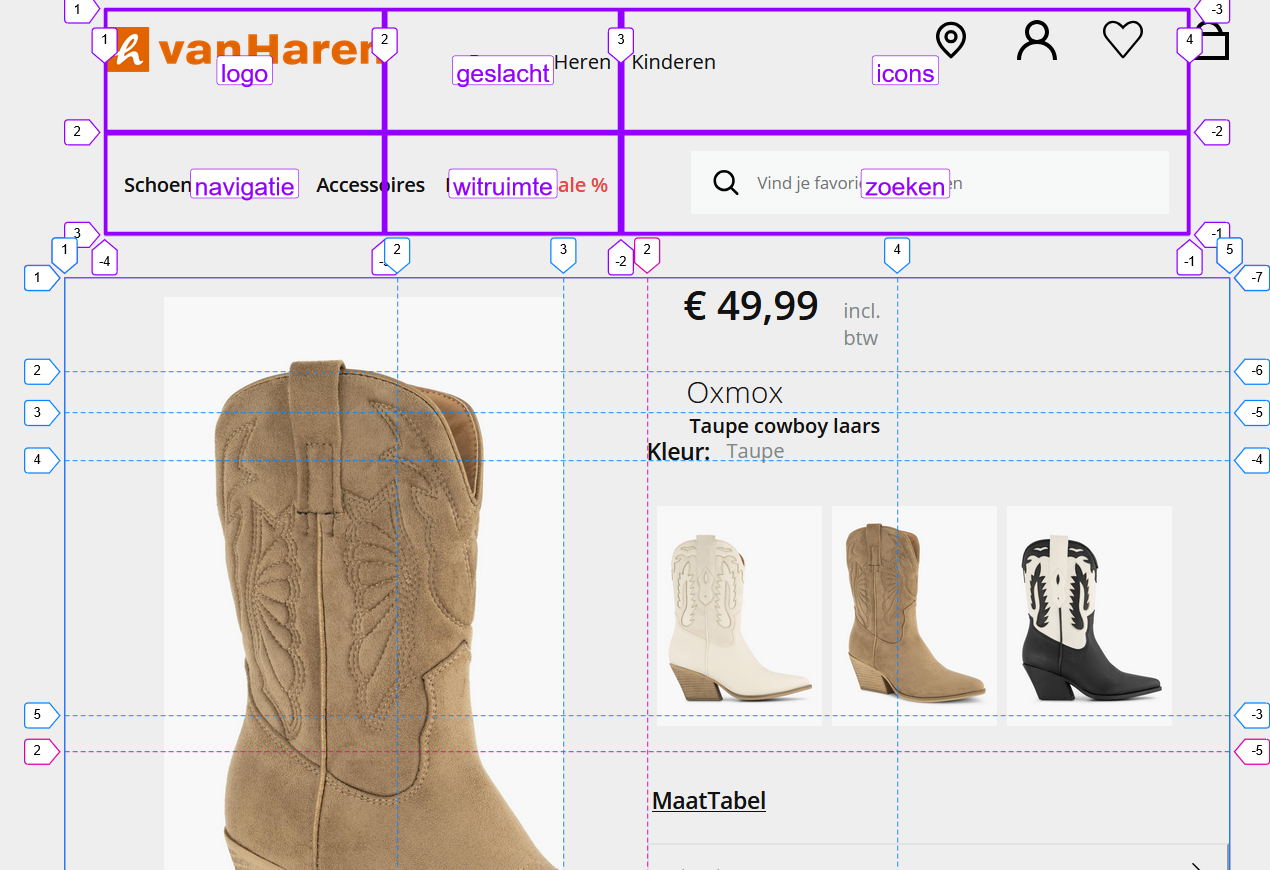 1 2 3 4 -3
h vanHaren
logo geslacht Heren Kinderen icons
2 -2
Schoen navigatie Accessoires witruimte ale % Vind je favori zoeken en
3 -1
1 2 3 2 4 5
-4 -2 -1
1 -7
€ 49,99 incl.
btw
2 -6
Oxmox
3 -5
Taupe cowboy laars
Kleur: Taupe
4 -4
5 -3
2 -5
MaatTabel